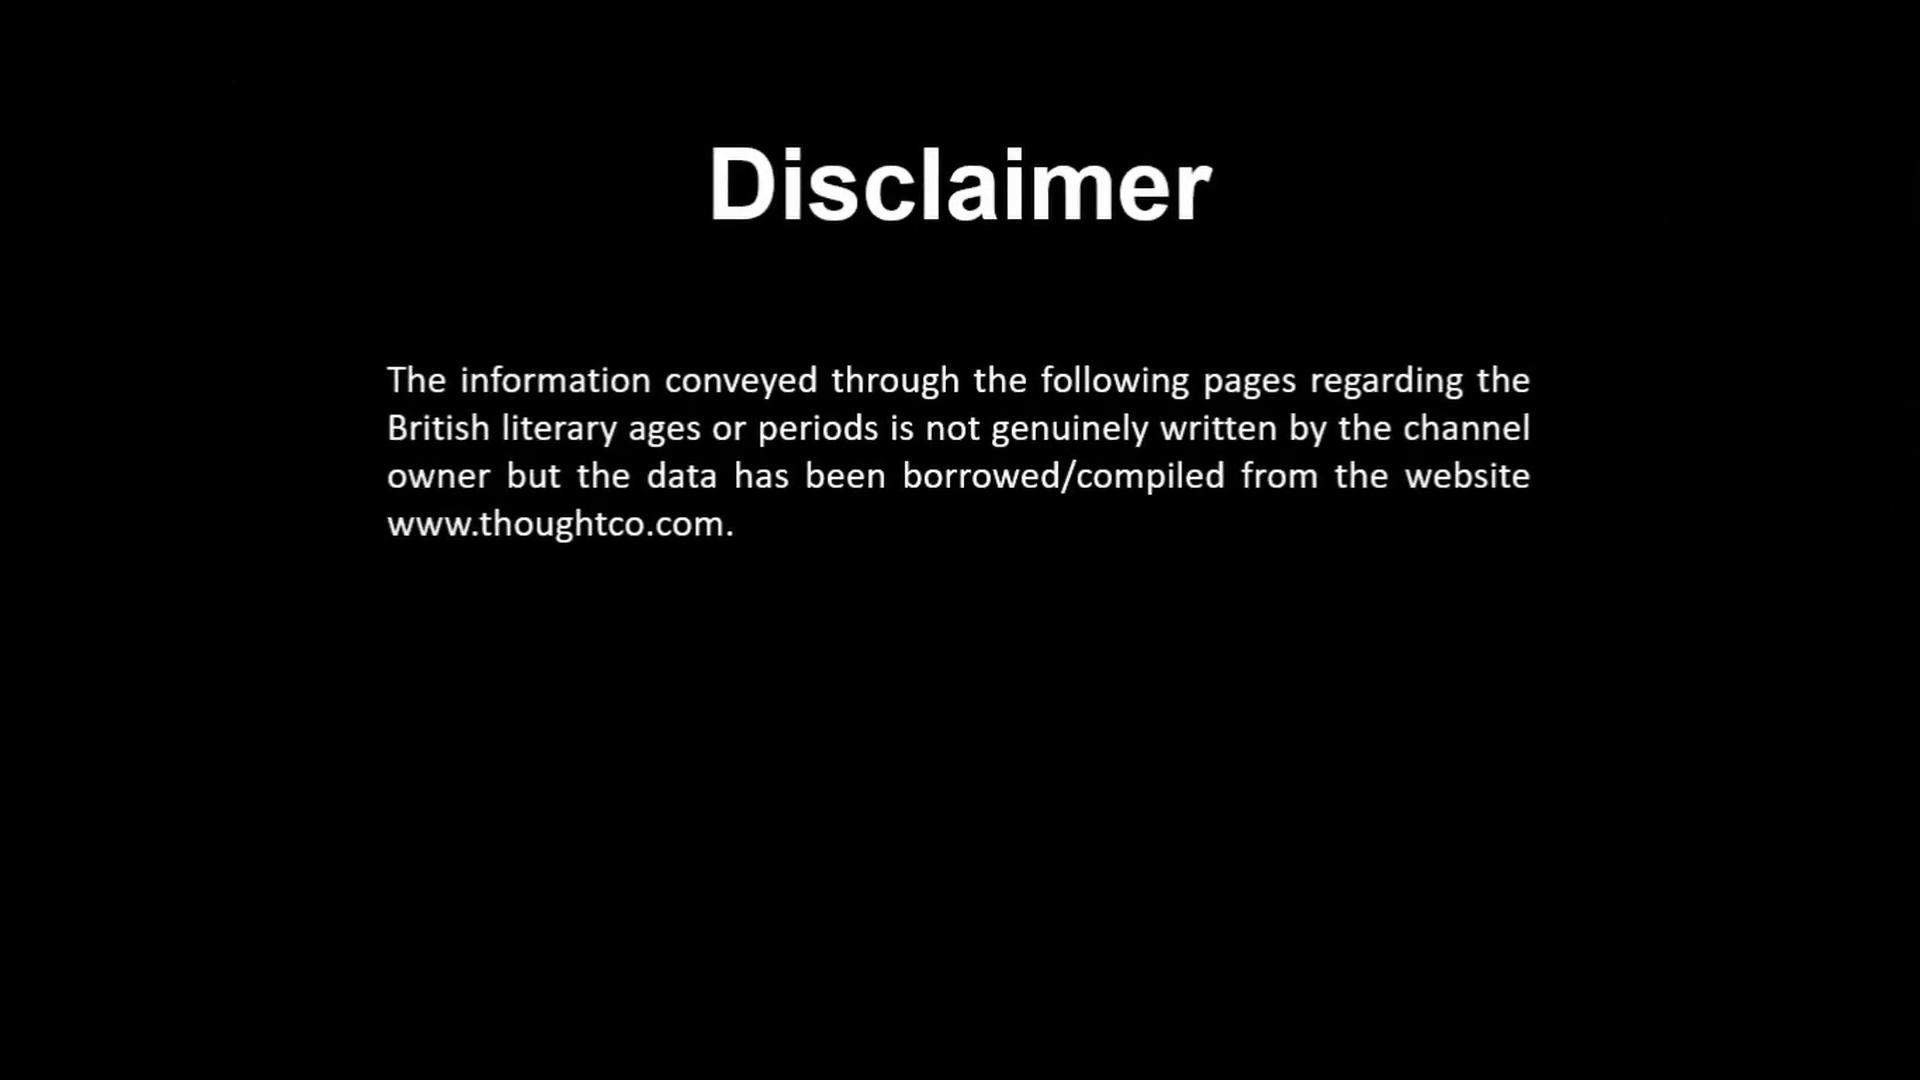 Disclaimer
The information conveyed through the following pages regarding the
British literary ages or periods is not genuinely written by the channel
owner but the data has been borrowed/compiled from the website
www.thoughtco.com.